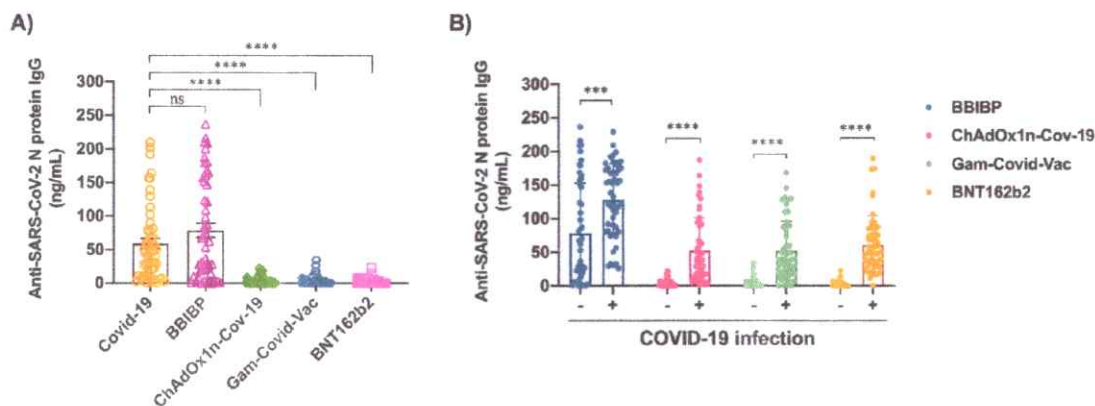 A)
****
****
****
ns
Anti-SARS-CoV-2 N protein IgG
(ng/mL)
300
250
200
150
100
50
0
Covid-19
BBIBP
ChAdOx1n-Cov-19
Gam-Covid-Vac
BNT162b2
B)
Anti-SARS-CoV-2 N protein IgG
(ng/mL)
300
250
200
150
100
50
0
***
****
****
****
- + - + - + - +
COVID-19 infection
BBIBP
ChAdOx1n-Cov-19
Gam-Covid-Vac
BNT162b2